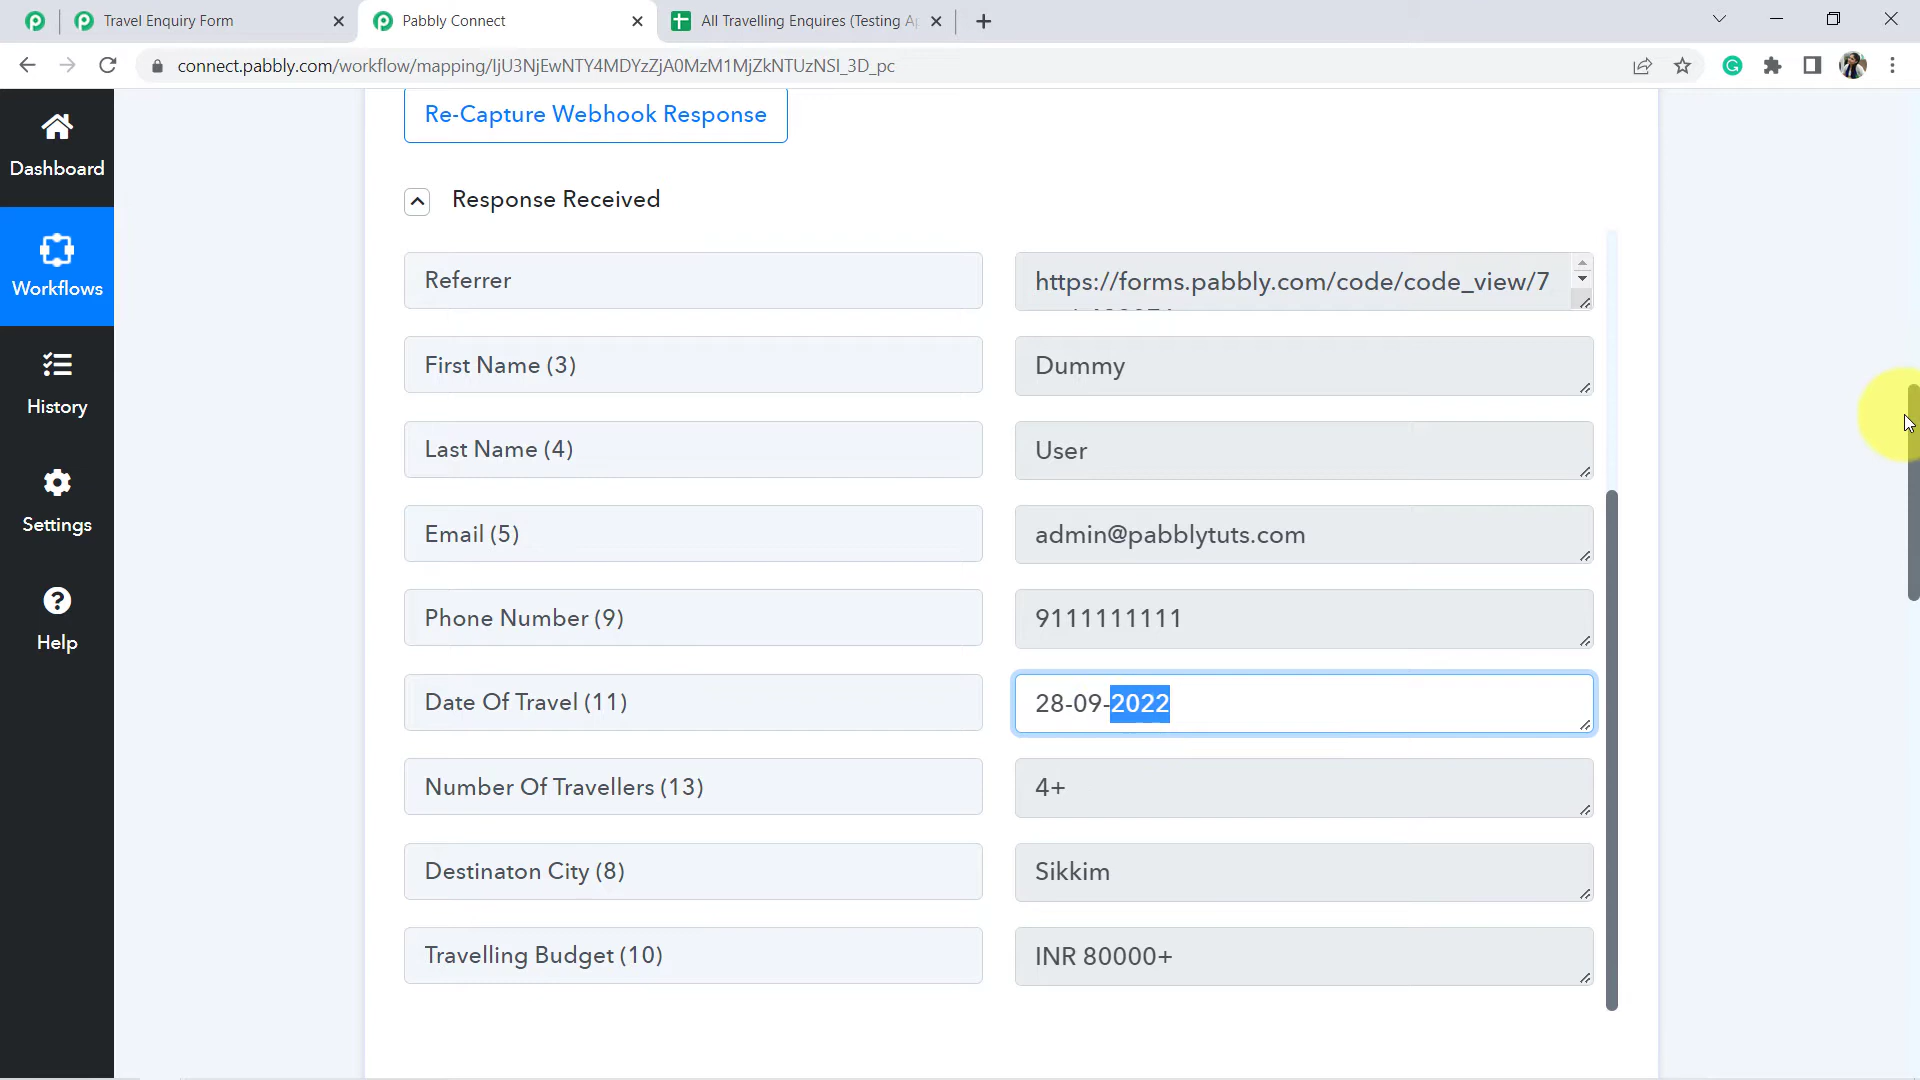 Travel Enquiry Form
Pabbly Connect
All Travelling Enquires (Testing Ap
connect.pabbly.com/workflow/mapping/IjU3NjEwNTY4MDYzZjA0MzM1MjZkNTUzNSI_3D_pc
Dashboard
Workflows
History
Settings
Help
Re-Capture Webhook Response
Response Received
Referrer
https://forms.pabbly.com/code/code_view/7
First Name (3)
Dummy
Last Name (4)
User
Email (5)
admin@pabblytuts.com
Phone Number (9)
9111111111
Date Of Travel (11)
28-09-2022
Number Of Travellers (13)
4+
Destinaton City (8)
Sikkim
Travelling Budget (10)
INR 80000+